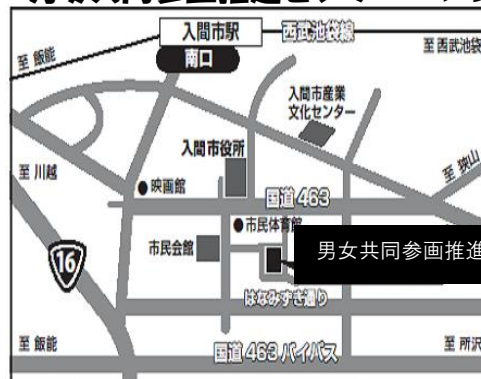 入間市駅
西武池袋線
至 飯能
南口
至 西武池袋
入間市産業
文化センター
入間市役所
至 狭山
至 川越
●映画館
国道463
●市民体育館
市民会館
男女共同参画推進
16
はなみずき通り
至 飯能
国道463バイパス
至 所沢